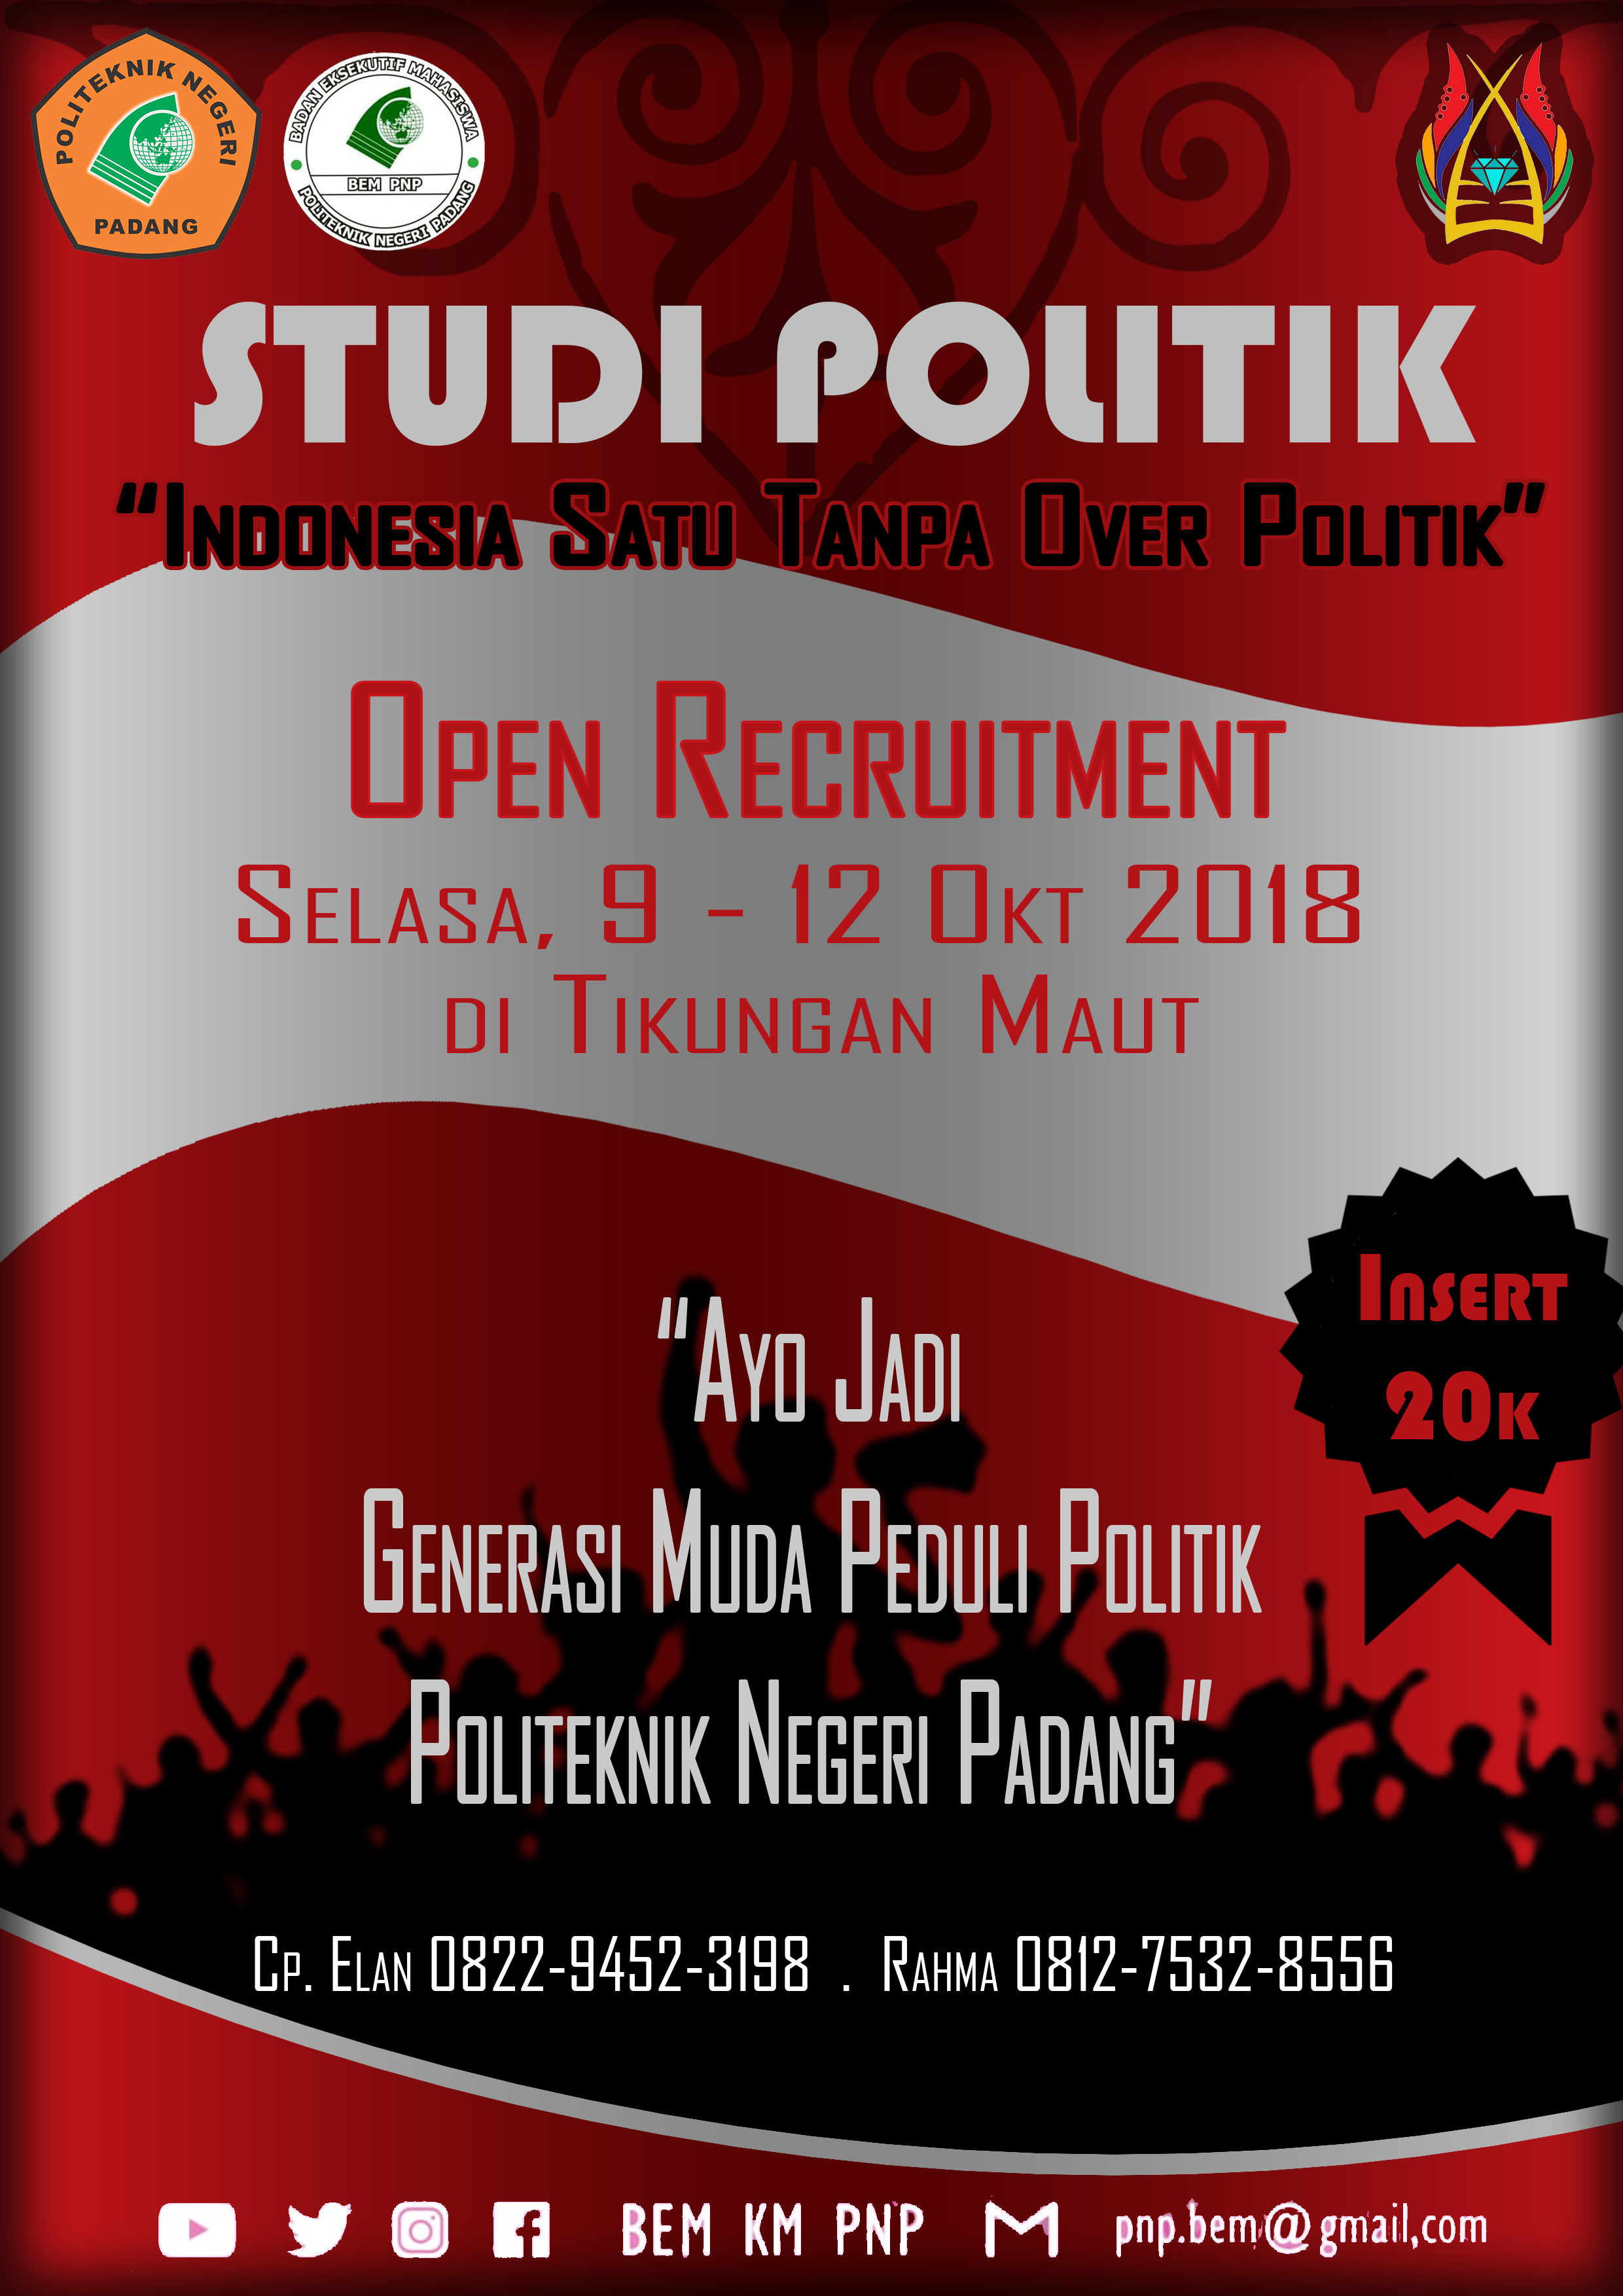 POLITEKNIK NEGERI
PADANG
BADAN EKSEKUTIF MAHASISWA
BEM PNP
POLITEKNIK NEGERI PADANG
STUDI POLITIK
“INDONESIA SATU TANPA OVER POLITIK”
OPEN RECRUITMENT
SELASA, 9 - 12 OKT 2018
DI TIKUNGAN MAUT
INSERT
20K
“AYO JADI
GENERASI MUDA PEDULI POLITIK
POLITEKNIK NEGERI PADANG”
CP. ELAN 0822-9452-3198 . RAHMA 0812-7532-8556
BEM KM PNP pnp.bem@gmail.com